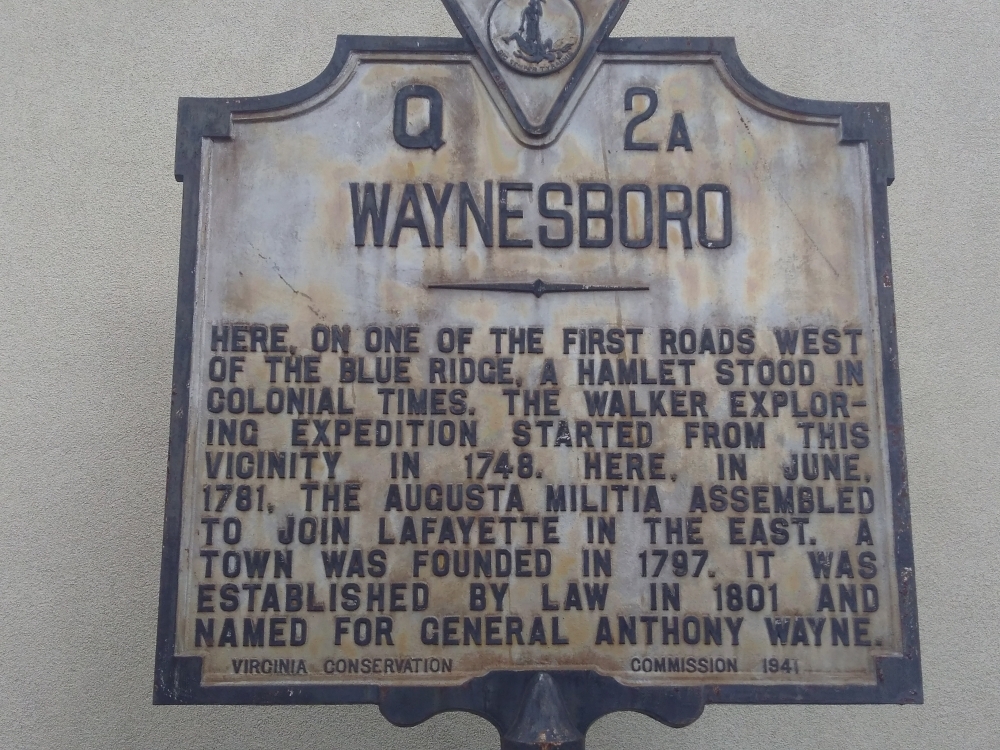 Q 2A
WAYNESBORO
HERE, ON ONE OF THE FIRST ROADS WEST
OF THE BLUE RIDGE, A HAMLET STOOD IN
COLONIAL TIMES. THE WALKER EXPLOR-
ING EXPEDITION STARTED FROM THIS
VICINITY IN 1748. HERE, IN JUNE,
1781, THE AUGUSTA MILITIA ASSEMBLED
TO JOIN LAFAYETTE IN THE EAST. A
TOWN WAS FOUNDED IN 1797. IT WAS
ESTABLISHED BY LAW IN 1801 AND
NAMED FOR GENERAL ANTHONY WAYNE.
VIRGINIA CONSERVATION COMMISSION 1941